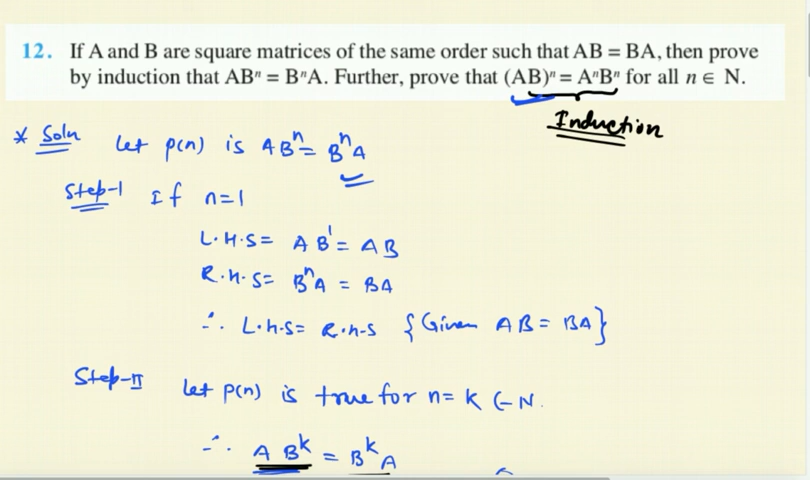 12. If A and B are square matrices of the same order such that AB = BA, then prove
by induction that ABⁿ = BⁿA. Further, prove that (AB)ⁿ = AⁿBⁿ for all n ∈ N.
Induction
* Soln Let p(n) is ABⁿ = BⁿA
Step-I If n=1
L.H.S = AB¹ = AB
R.H.S = BⁿA = BA
∴ L.h.s = R.h.s {Given AB = BA}
Step-II Let p(n) is true for n = k ∈ N.
∴ A Bᵏ = Bᵏ A